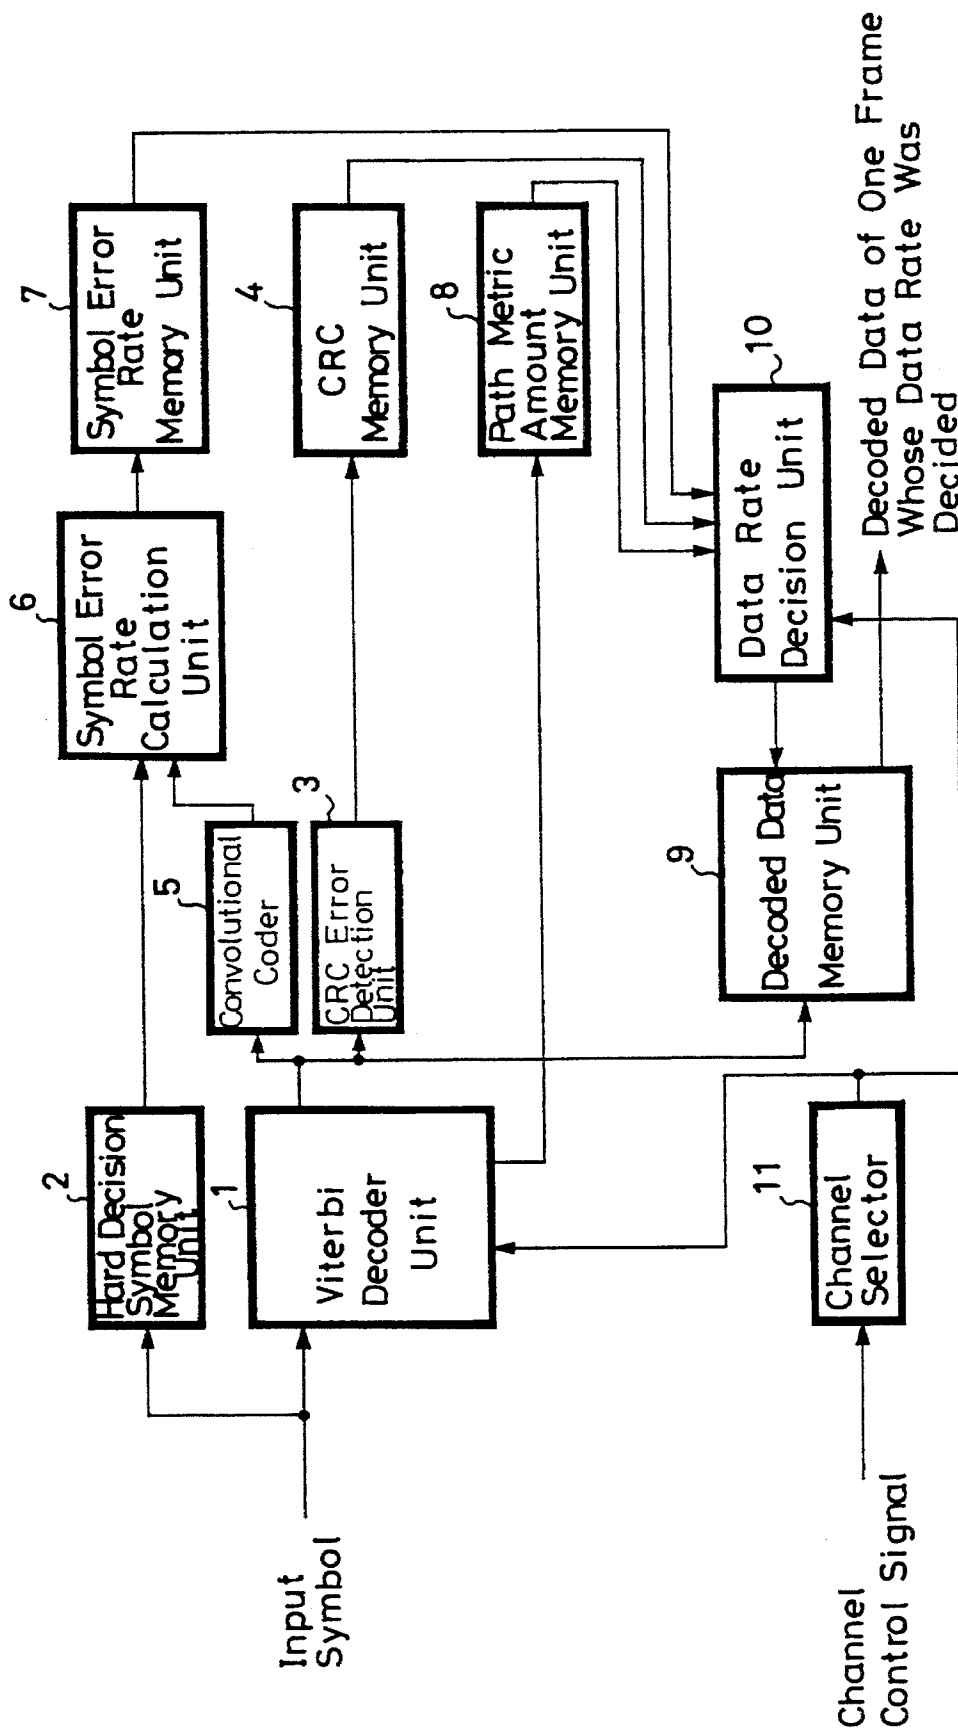 Input
Symbol
2
Hard Decision
Symbol
Memory
Unit
1
Viterbi
Decoder
Unit
5
Convolutional
Coder
3
CRC Error
Detection
Unit
6
Symbol Error
Rate
Calculation
Unit
7
Symbol Error
Rate
Memory Unit
4
CRC
Memory Unit
8
Path Metric
Amount
Memory Unit
9
Decoded Data
Memory Unit
10
Data Rate
Decision Unit
Decoded Data of One Frame
Whose Data Rate Was
Decided
11
Channel
Selector
Channel
Control Signal